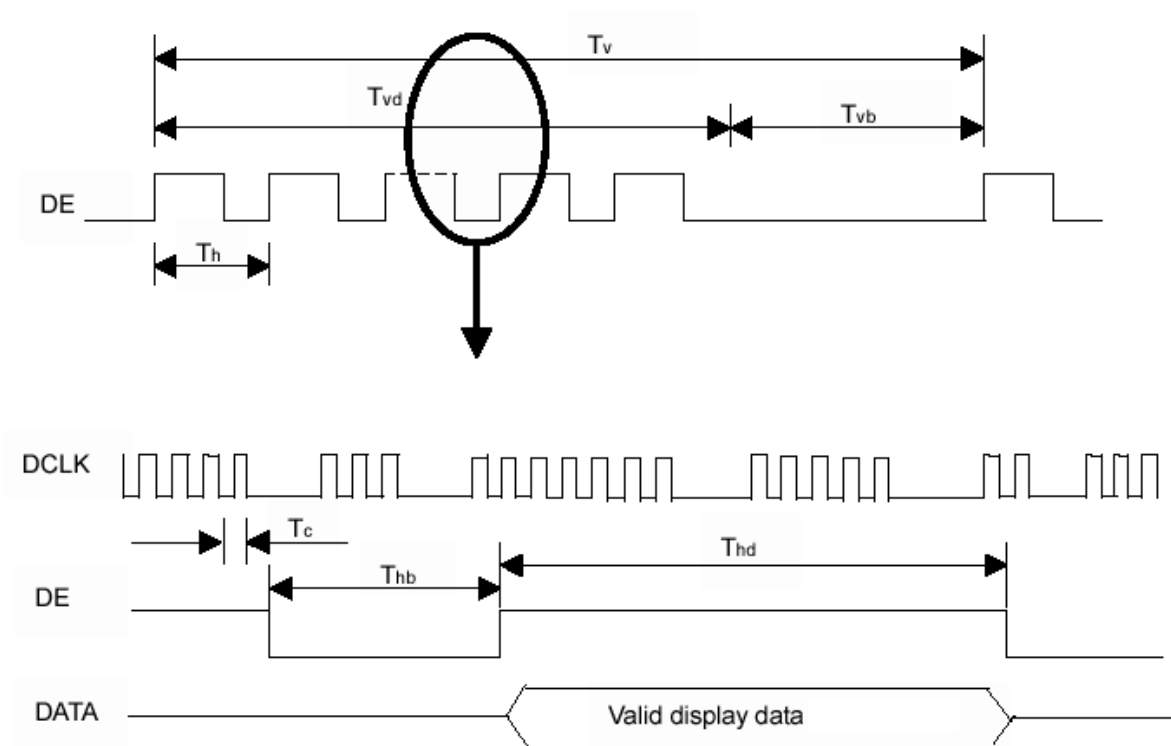 Tv
Tvd
Tvb
DE
Th
DCLK
Tc
Thd
Thb
DE
DATA
Valid display data